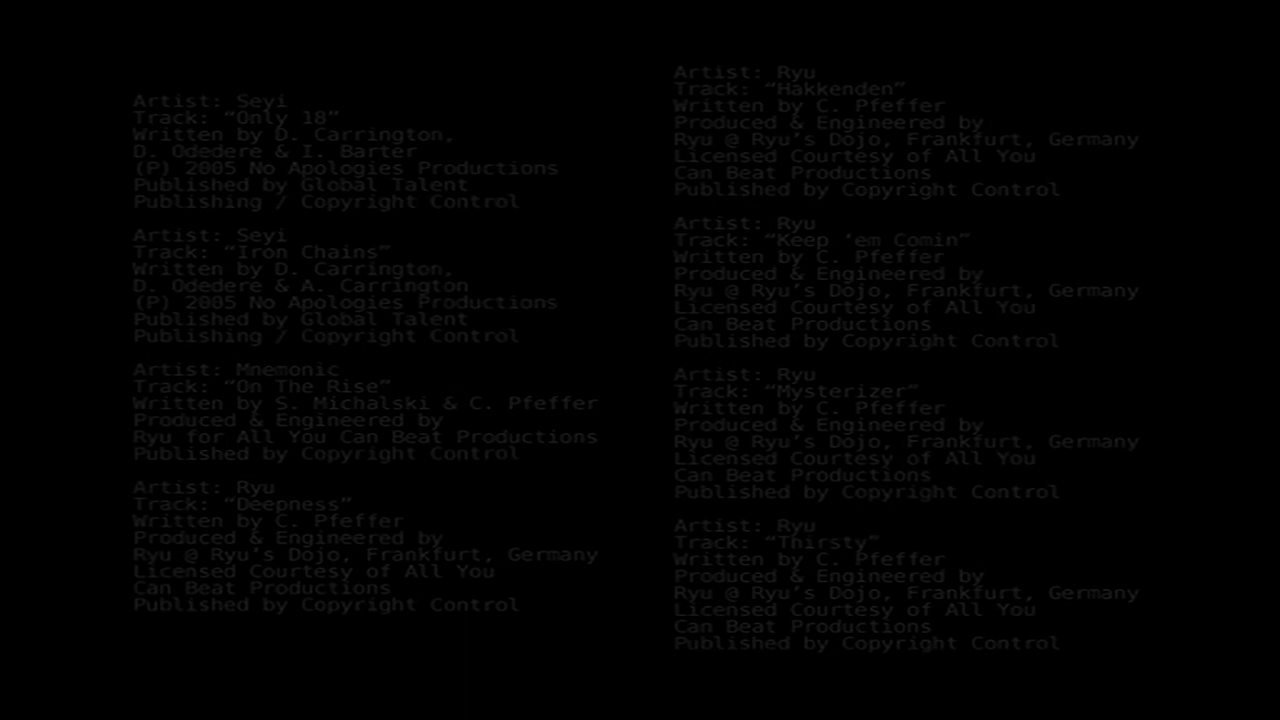 Artist: Seyi
Track: “Only 18”
Written by D. Carrington,
D. Odedere & I. Barter
(P) 2005 No Apologies Productions
Published by Global Talent
Publishing / Copyright Control
Artist: Seyi
Track: “Iron Chains”
Written by D. Carrington,
D. Odedere & A. Carrington
(P) 2005 No Apologies Productions
Published by Global Talent
Publishing / Copyright Control
Artist: Mnemonic
Track: “On The Rise”
Written by S. Michalski & C. Pfeffer
Produced & Engineered by
Ryu for All You Can Beat Productions
Published by Copyright Control
Artist: Ryu
Track: “Deepness”
Written by C. Pfeffer
Produced & Engineered by
Ryu @ Ryu’s Dojo, Frankfurt, Germany
Licensed Courtesy of All You
Can Beat Productions
Published by Copyright Control
Artist: Ryu
Track: “Hakkenden”
Written by C. Pfeffer
Produced & Engineered by
Ryu @ Ryu’s Dojo, Frankfurt, Germany
Licensed Courtesy of All You
Can Beat Productions
Published by Copyright Control
Artist: Ryu
Track: “Keep ‘em Comin”
Written by C. Pfeffer
Produced & Engineered by
Ryu @ Ryu’s Dojo, Frankfurt, Germany
Licensed Courtesy of All You
Can Beat Productions
Published by Copyright Control
Artist: Ryu
Track: “Mysterizer”
Written by C. Pfeffer
Produced & Engineered by
Ryu @ Ryu’s Dojo, Frankfurt, Germany
Licensed Courtesy of All You
Can Beat Productions
Published by Copyright Control
Artist: Ryu
Track: “Thirsty”
Written by C. Pfeffer
Produced & Engineered by
Ryu @ Ryu’s Dojo, Frankfurt, Germany
Licensed Courtesy of All You
Can Beat Productions
Published by Copyright Control